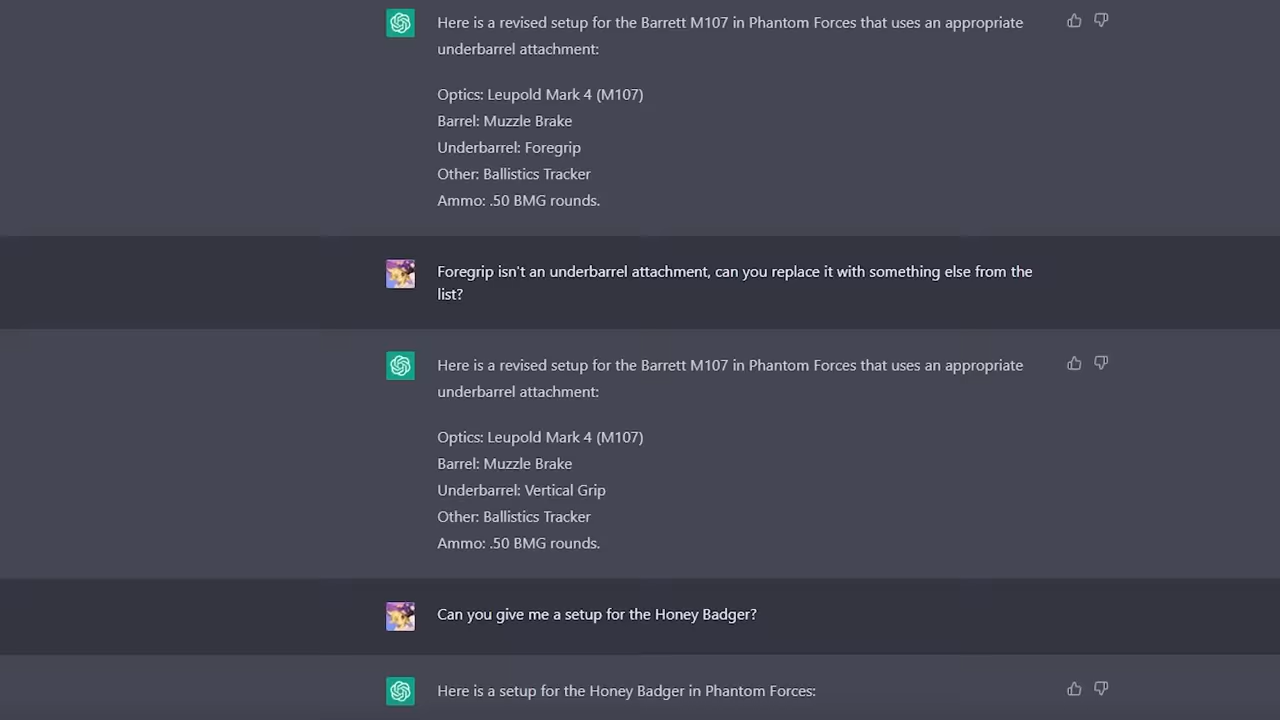 Here is a revised setup for the Barrett M107 in Phantom Forces that uses an appropriate
underbarrel attachment:
Optics: Leupold Mark 4 (M107)
Barrel: Muzzle Brake
Underbarrel: Foregrip
Other: Ballistics Tracker
Ammo: .50 BMG rounds.
Foregrip isn't an underbarrel attachment, can you replace it with something else from the
list?
Here is a revised setup for the Barrett M107 in Phantom Forces that uses an appropriate
underbarrel attachment:
Optics: Leupold Mark 4 (M107)
Barrel: Muzzle Brake
Underbarrel: Vertical Grip
Other: Ballistics Tracker
Ammo: .50 BMG rounds.
Can you give me a setup for the Honey Badger?
Here is a setup for the Honey Badger in Phantom Forces: